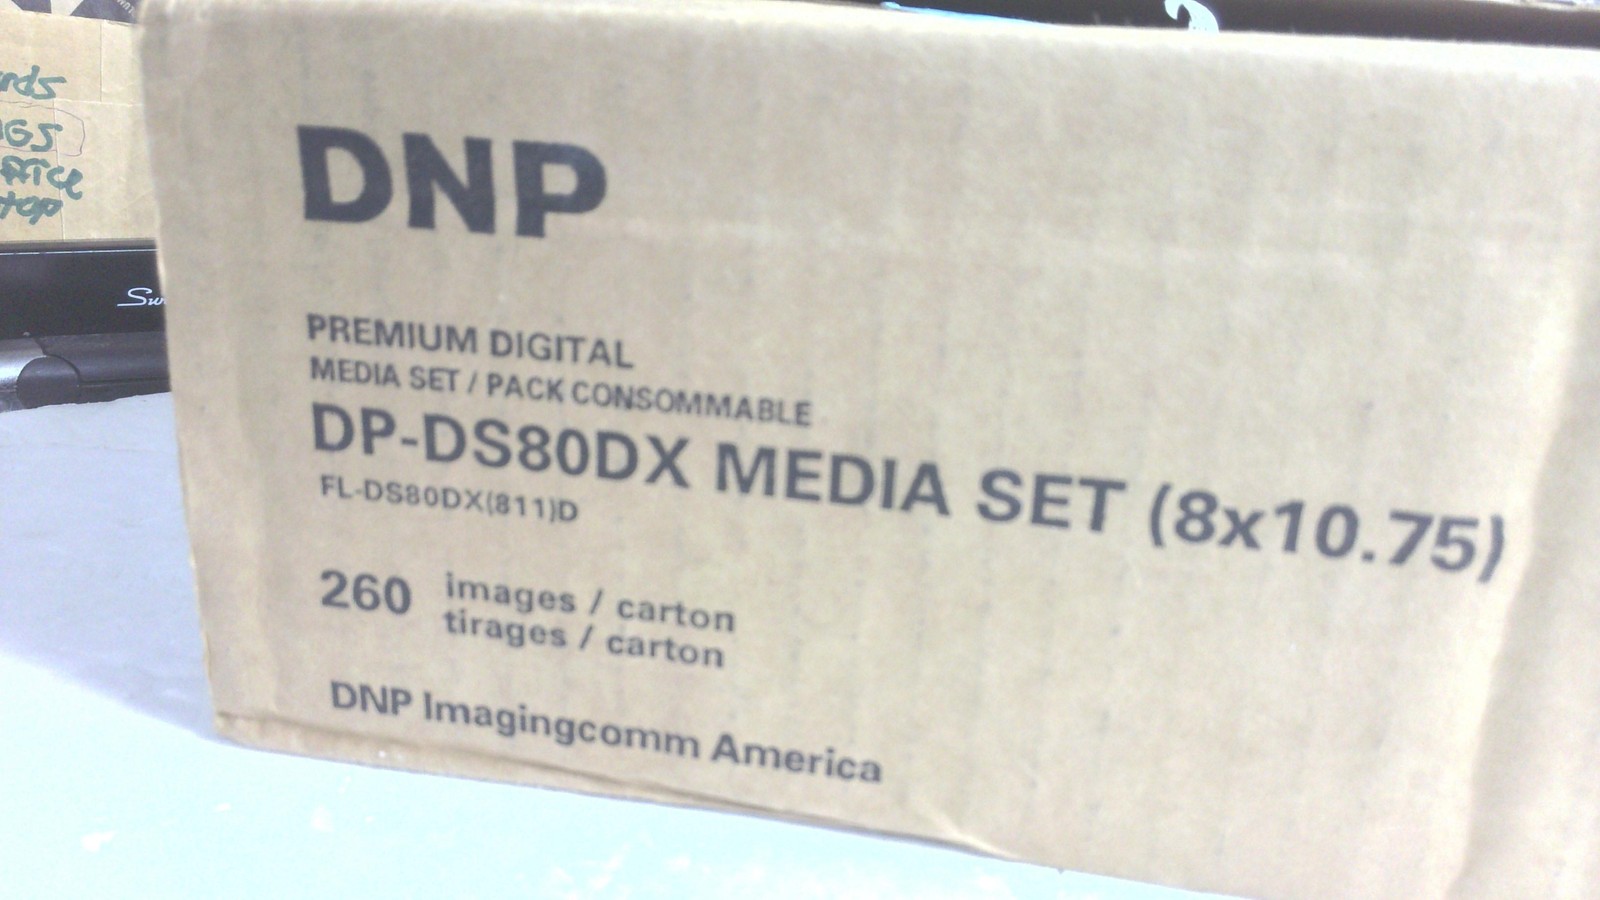 DNP
PREMIUM DIGITAL
MEDIA SET / PACK CONSOMMABLE
DP-DS80DX MEDIA SET (8x10.75)
FL-DS80DX(811)D
260 images / carton
tirages / carton
DNP Imagingcomm America